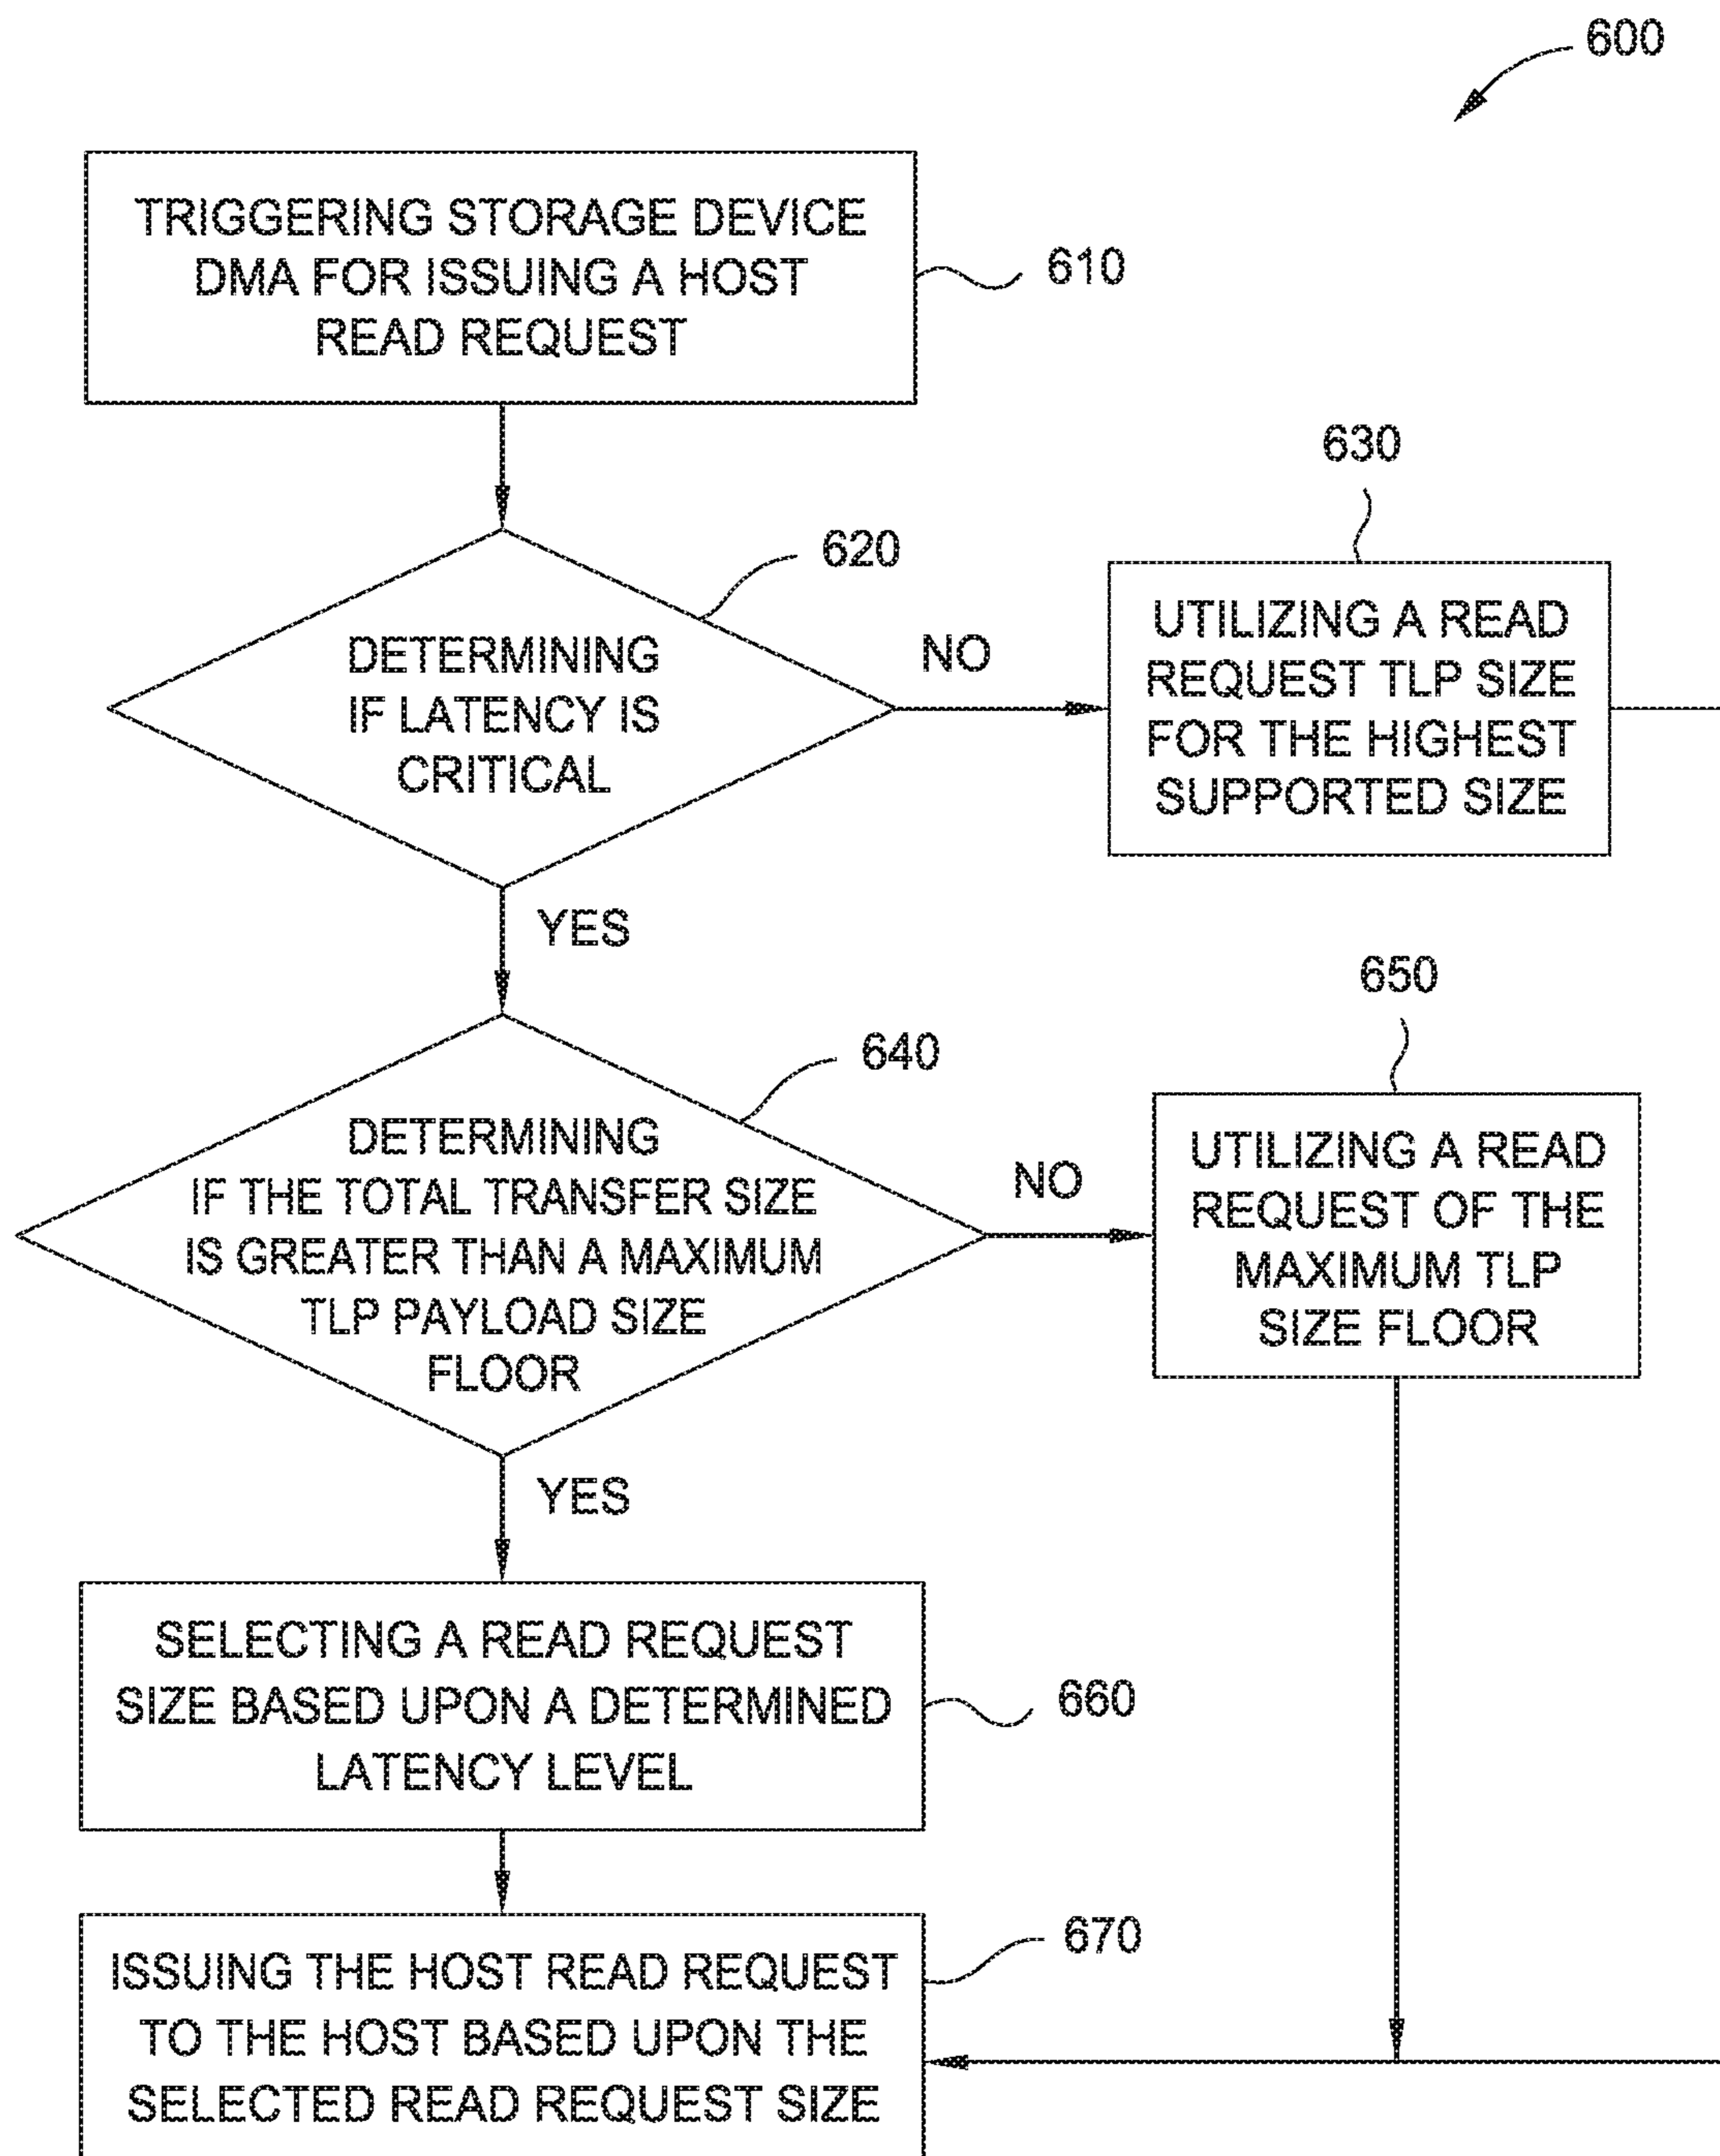 600
TRIGGERING STORAGE DEVICE
DMA FOR ISSUING A HOST
READ REQUEST
610
630
620
DETERMINING
IF LATENCY IS
CRITICAL
NO
UTILIZING A READ
REQUEST TLP SIZE
FOR THE HIGHEST
SUPPORTED SIZE
YES
650
640
DETERMINING
IF THE TOTAL TRANSFER SIZE
IS GREATER THAN A MAXIMUM
TLP PAYLOAD SIZE
FLOOR
NO
UTILIZING A READ
REQUEST OF THE
MAXIMUM TLP
SIZE FLOOR
YES
SELECTING A READ REQUEST
SIZE BASED UPON A DETERMINED
LATENCY LEVEL
660
670
ISSUING THE HOST READ REQUEST
TO THE HOST BASED UPON THE
SELECTED READ REQUEST SIZE